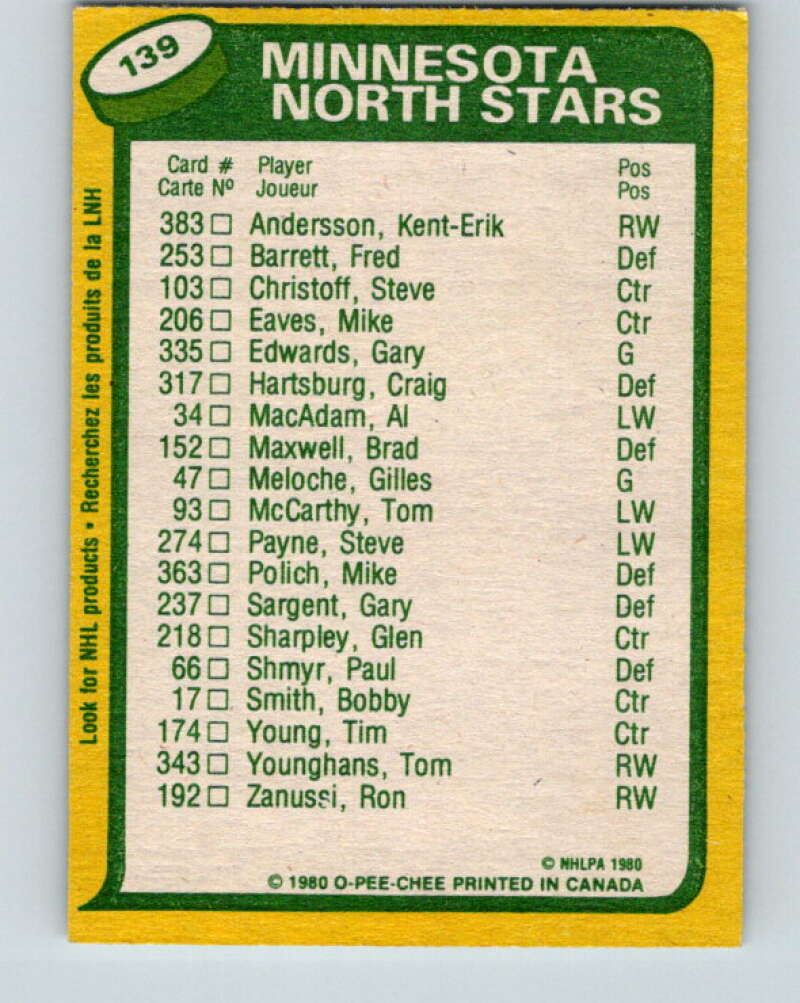 139
MINNESOTA
NORTH STARS
Card # Player Pos
Carte Nº Joueur Pos
383 □ Andersson, Kent-Erik RW
253 □ Barrett, Fred Def
103 □ Christoff, Steve Ctr
206 □ Eaves, Mike Ctr
335 □ Edwards, Gary G
317 □ Hartsburg, Craig Def
34 □ MacAdam, Al LW
152 □ Maxwell, Brad Def
47 □ Meloche, Gilles G
93 □ McCarthy, Tom LW
274 □ Payne, Steve LW
363 □ Polich, Mike Def
237 □ Sargent, Gary Def
218 □ Sharpley, Glen Ctr
66 □ Shmyr, Paul Def
17 □ Smith, Bobby Ctr
174 □ Young, Tim Ctr
343 □ Younghans, Tom RW
192 □ Zanussi, Ron RW
© NHLPA 1980
© 1980 O-PEE-CHEE PRINTED IN CANADA
Look for NHL products • Recherchez les produits de la LNH